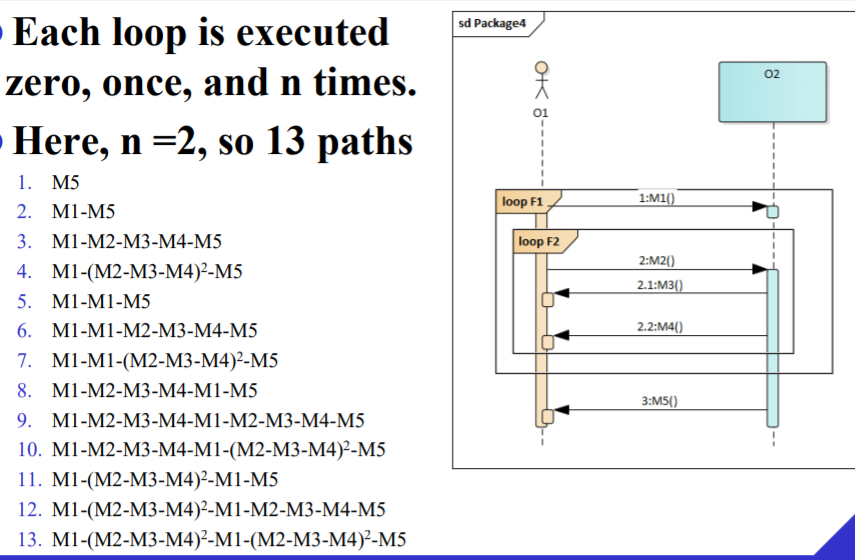 Each loop is executed
zero, once, and n times.
Here, n =2, so 13 paths
1. M5
2. M1-M5
3. M1-M2-M3-M4-M5
4. M1-(M2-M3-M4)²-M5
5. M1-M1-M5
6. M1-M1-M2-M3-M4-M5
7. M1-M1-(M2-M3-M4)²-M5
8. M1-M2-M3-M4-M1-M5
9. M1-M2-M3-M4-M1-M2-M3-M4-M5
10. M1-M2-M3-M4-M1-(M2-M3-M4)²-M5
11. M1-(M2-M3-M4)²-M1-M5
12. M1-(M2-M3-M4)²-M1-M2-M3-M4-M5
13. M1-(M2-M3-M4)²-M1-(M2-M3-M4)²-M5
sd Package4
O1
O2
loop F1
1:M1()
loop F2
2:M2()
2.1:M3()
2.2:M4()
3:M5()